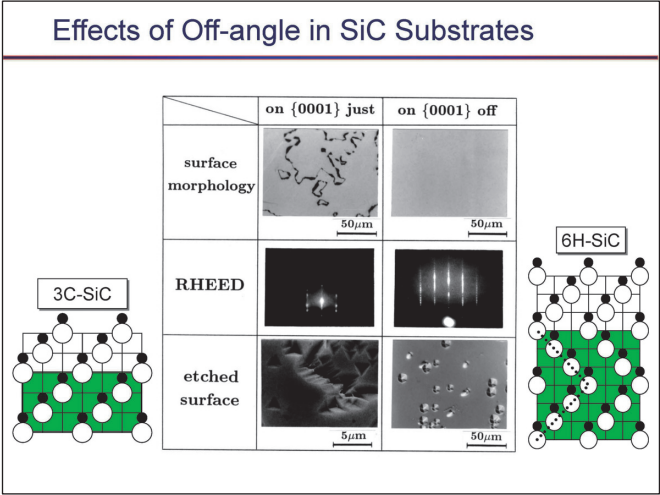 Effects of Off-angle in SiC Substrates
on {0001} just
on {0001} off
surface
morphology
50μm
50μm
RHEED
etched
surface
5μm
50μm
3C-SiC
6H-SiC